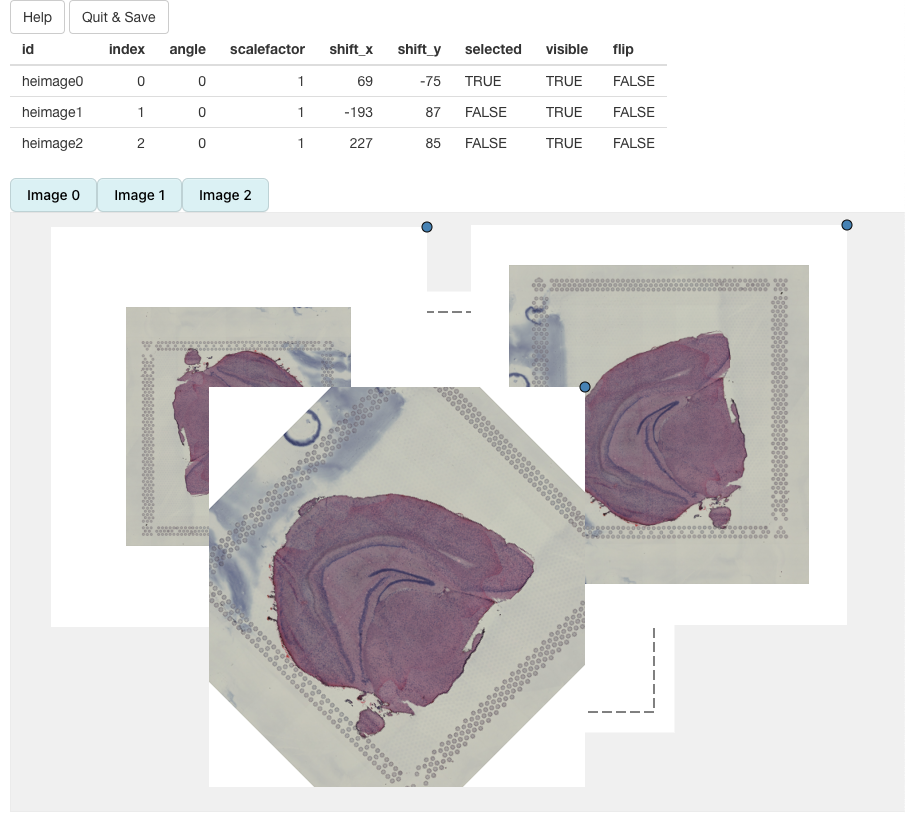 Help Quit & Save
id index angle scalefactor shift_x shift_y selected visible flip
heimage0 0 0 1 69 -75 TRUE TRUE FALSE
heimage1 1 0 1 -193 87 FALSE TRUE FALSE
heimage2 2 0 1 227 85 FALSE TRUE FALSE
Image 0 Image 1 Image 2